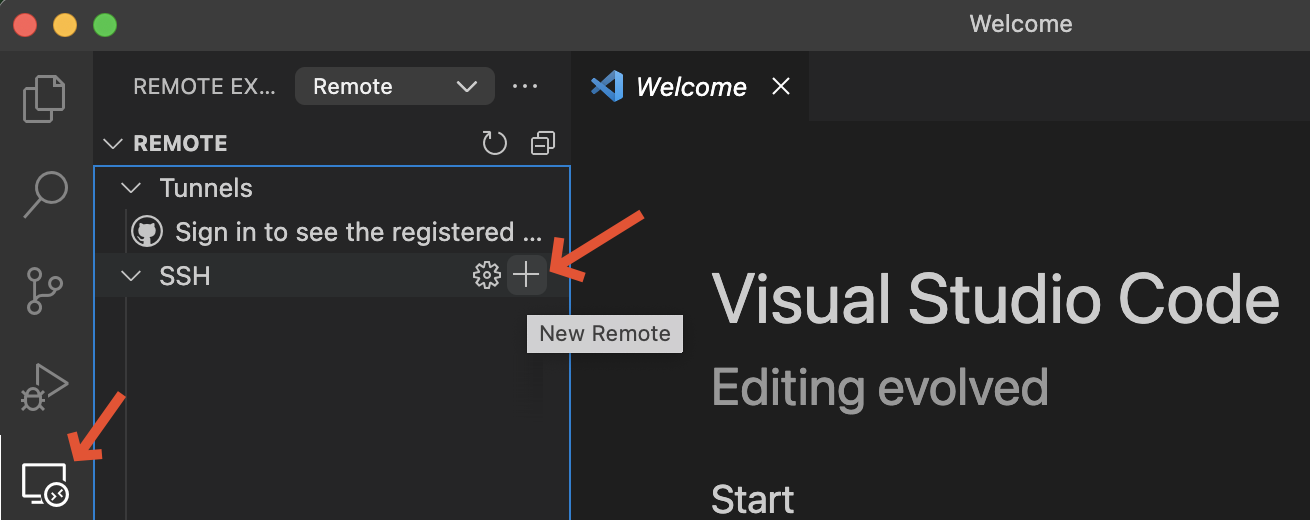 Welcome
REMOTE EX... Remote ...
Welcome
REMOTE
Tunnels
Sign in to see the registered ...
SSH
New Remote
Visual Studio Code
Editing evolved
Start